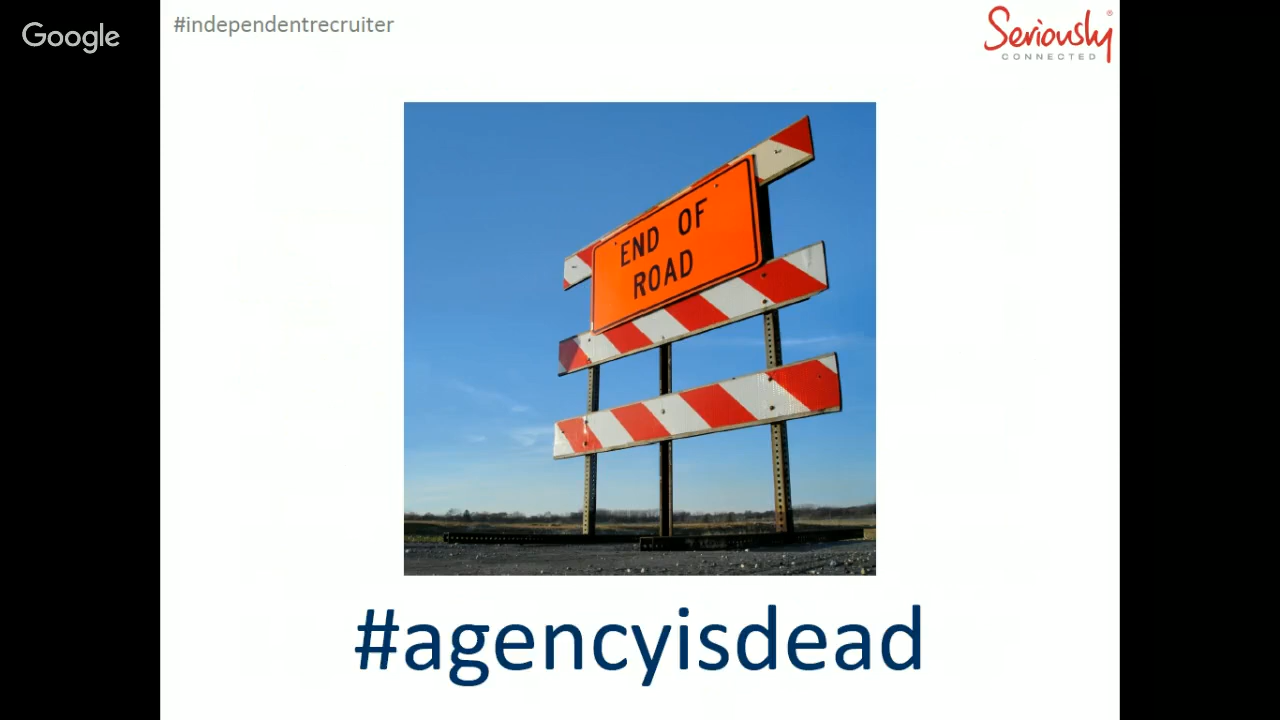 Google
#independentrecruiter
Seriously
CONNECTED
END OF
ROAD
#agencyisdead